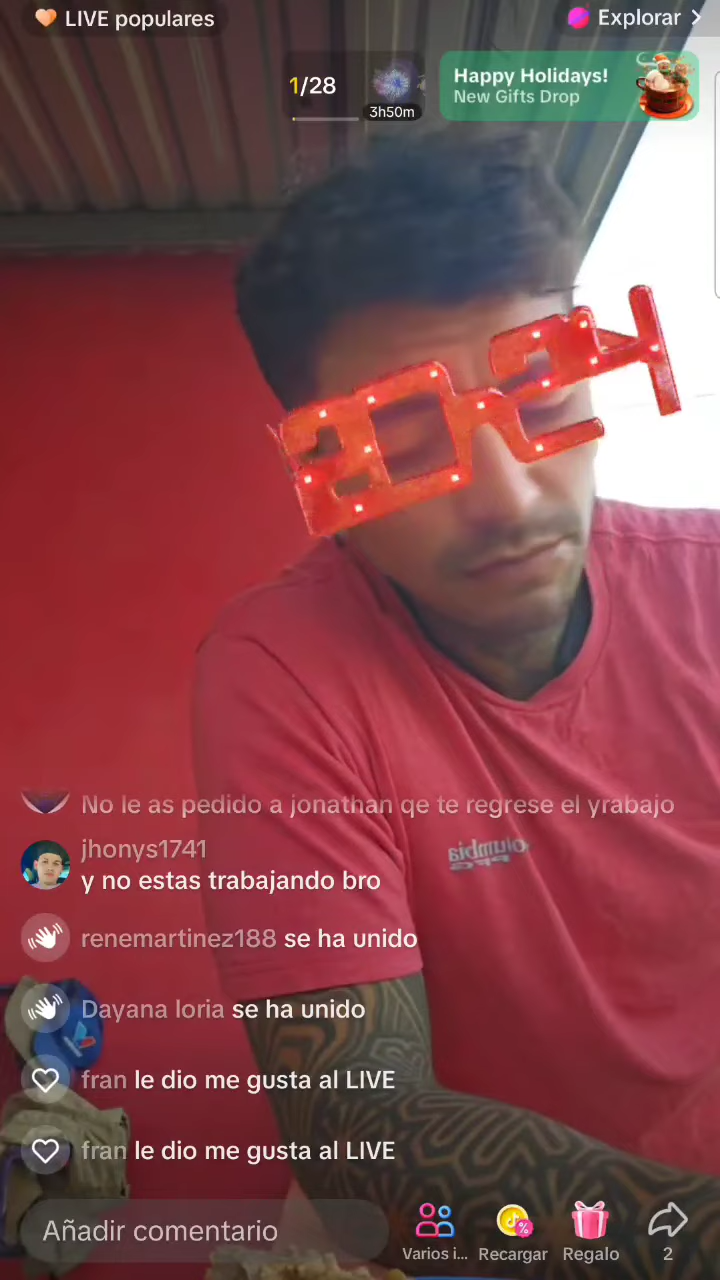 LIVE populares
Explorar
1/28
3h50m
Happy Holidays!
New Gifts Drop
2024
No le as pedido a jonathan qe te regrese el yrabajo
jhonys1741
y no estas trabajando bro
olumbia
PFG
renemartinez188 se ha unido
Dayana loria se ha unido
fran le dio me gusta al LIVE
fran le dio me gusta al LIVE
Añadir comentario
Varios i...
Recargar
Regalo
2